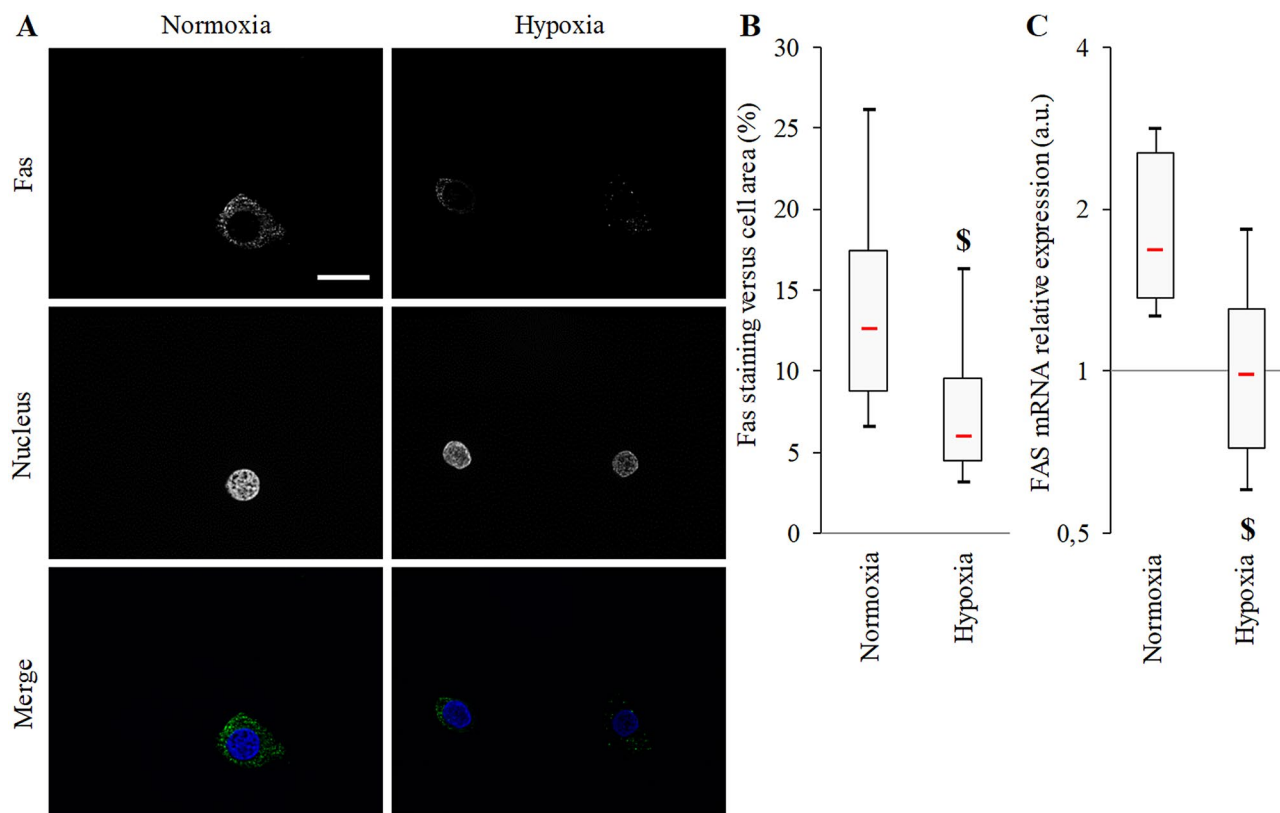 A
Normoxia
Hypoxia
Fas
Nucleus
Merge
B
Fas staining versus cell area (%)
30
25
20
15
10
5
0
$
Normoxia
Hypoxia
C
FAS mRNA relative expression (a.u.)
4
2
1
0,5
$
Normoxia
Hypoxia